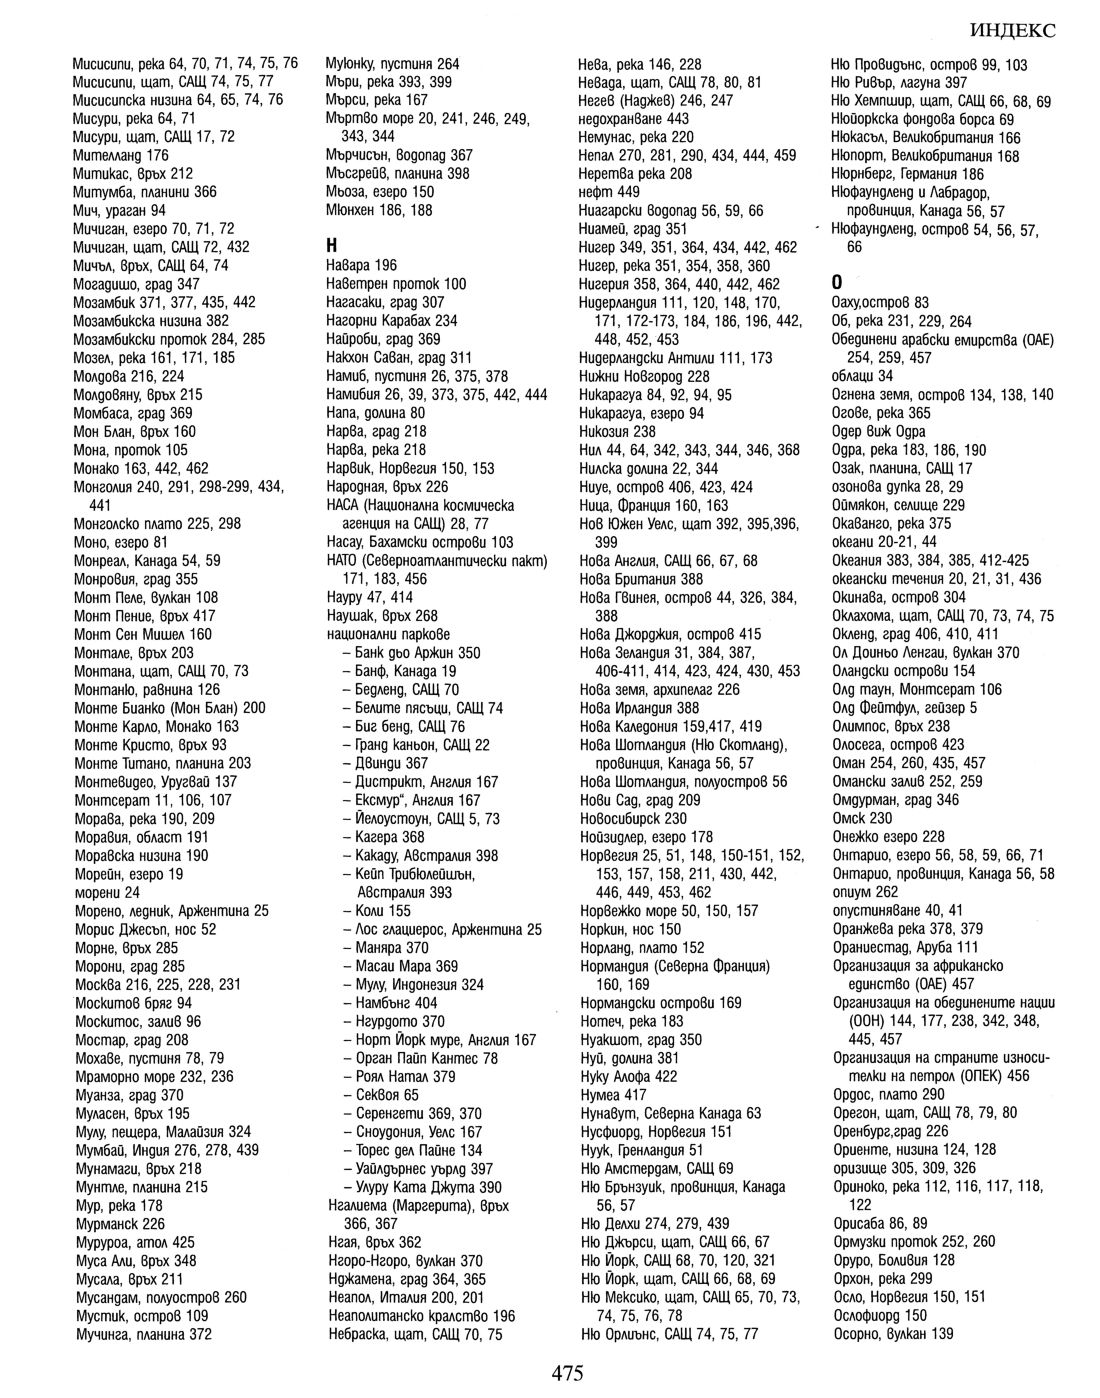 ИНДЕКС
Мисисипи, река 64, 70, 71, 74, 75, 76
Мисисипи, щат, САЩ 74, 75, 77
Мисисипска низина 64, 65, 74, 76
Мисури, река 64, 71
Мисури, щат, САЩ 17, 72
Мителланд 176
Митикас, връх 212
Митумба, планини 366
Мич, ураган 94
Мичиган, езеро 70, 71, 72
Мичиган, щат, САЩ 72, 432
Мичъл, връх, САЩ 64, 74
Могадишо, град 347
Мозамбик 371, 377, 435, 442
Мозамбикска низина 382
Мозамбикски проток 284, 285
Мозел, река 161, 171, 185
Молдова 216, 224
Молдовяну, връх 215
Момбаса, град 369
Мон Блан, връх 160
Мона, проток 105
Монако 163, 442, 462
Монголия 240, 291, 298-299, 434,
441
Монголско плато 225, 298
Моно, езеро 81
Монреал, Канада 54, 59
Монровия, град 355
Монт Пеле, вулкан 108
Монт Пение, връх 417
Монт Сен Мишел 160
Монтале, връх 203
Монтана, щат, САЩ 70, 73
Монтаню, равнина 126
Монте Бианко (Мон Блан) 200
Монте Карло, Монако 163
Монте Кристо, връх 93
Монте Титано, планина 203
Монтевидео, Уругвай 137
Монтсерат 11, 106, 107
Морава, река 190, 209
Моравия, област 191
Моравска низина 190
Морейн, езеро 19
морени 24
Морено, ледник, Аржентина 25
Морис Джесъп, нос 52
Морне, връх 285
Морони, град 285
Москва 216, 225, 228, 231
Москитов бряг 94
Москитос, залив 96
Мостар, град 208
Мохаве, пустиня 78, 79
Мраморно море 232, 236
Муанза, град 370
Муласен, връх 195
Мулу, пещера, Малайзия 324
Мумбай, Индия 276, 278, 439
Мунамаги, връх 218
Мунтле, планина 215
Мур, река 178
Мурманск 226
Муруроа, атол 425
Муса Али, връх 348
Мусала, връх 211
Мусандам, полуостров 260
Мустик, остров 109
Мучинга, планина 372
Муюнку, пустиня 264
Мъри, река 393, 399
Мърси, река 167
Мъртво море 20, 241, 246, 249,
343, 344
Мърчисън, водопад 367
Мъсгрейв, планина 398
Мьоза, езеро 150
Мюнхен 186, 188
Н
Навара 196
Наветрен проток 100
Нагасаки, град 307
Нагорни Карабах 234
Найроби, град 369
Накхон Саван, град 311
Намиб, пустиня 26, 375, 378
Намибия 26, 39, 373, 375, 442, 444
Напа, долина 80
Нарва, град 218
Нарва, река 218
Нарвик, Норвегия 150, 153
Народная, връх 226
НАСА (Национална космическа
агенция на САЩ) 28, 77
Насау, Бахамски острови 103
НАТО (Североатлантически пакт)
171, 183, 456
Науру 47, 414
Наушак, връх 268
национални паркове
– Банк дьо Аржин 350
– Банф, Канада 19
– Бедленд, САЩ 70
– Белите пясъци, САЩ 74
– Биг бенд, САЩ 76
– Гранд каньон, САЩ 22
– Двинди 367
– Дистрикт, Англия 167
– Ексмур“, Англия 167
– Йелоустоун, САЩ 5, 73
– Кагера 368
– Какаду, Австралия 398
– Кейп Трибюлейшън,
Австралия 393
– Коли 155
– Лос глациерос, Аржентина 25
– Маняра 370
– Масаи Мара 369
– Мулу, Индонезия 324
– Намбънг 404
– Нгурдото 370
– Норт Йорк муре, Англия 167
– Орган Пайп Кантес 78
– Роял Натал 379
– Секвоя 65
– Серенгети 369, 370
– Сноудония, Уелс 167
– Торес дел Пайне 134
– Уайлдърнес уърлд 397
– Улуру Ката Джута 390
Нгалиема (Маргерита), връх
366, 367
Нгая, връх 362
Нгоро-Нгоро, вулкан 370
Нджамена, град 364, 365
Неапол, Италия 200, 201
Неаполитанско кралство 196
Небраска, щат, САЩ 70, 75
Нева, река 146, 228
Невада, щат, САЩ 78, 80, 81
Негев (Наджев) 246, 247
недохранване 443
Немунас, река 220
Непал 270, 281, 290, 434, 444, 459
Неретва река 208
нефт 449
Ниагарски водопад 56, 59, 66
Ниамей, град 351
Нигер 349, 351, 364, 434, 442, 462
Нигер, река 351, 354, 358, 360
Нигерия 358, 364, 440, 442, 462
Нидерландия 111, 120, 148, 170,
171, 172-173, 184, 186, 196, 442,
448, 452, 453
Нидерландски Антили 111, 173
Нижни Новгород 228
Никарагуа 84, 92, 94, 95
Никарагуа, езеро 94
Никозия 238
Нил 44, 64, 342, 343, 344, 346, 368
Нилска долина 22, 344
Ниуе, остров 406, 423, 424
Ница, Франция 160, 163
Нов Южен Уелс, щат 392, 395,396,
399
Нова Англия, САЩ 66, 67, 68
Нова Британия 388
Нова Гвинея, остров 44, 326, 384,
388
Нова Джорджия, остров 415
Нова Зеландия 31, 384, 387,
406-411, 414, 423, 424, 430, 453
Нова земя, архипелаг 226
Нова Ирландия 388
Нова Каледония 159,417, 419
Нова Шотландия (Ню Скотланд),
провинция, Канада 56, 57
Нова Шотландия, полуостров 56
Нови Сад, град 209
Новосибирск 230
Нойзидлер, езеро 178
Норвегия 25, 51, 148, 150-151, 152,
153, 157, 158, 211, 430, 442,
446, 449, 453, 462
Норвежко море 50, 150, 157
Норкин, нос 150
Норланд, плато 152
Нормандия (Северна Франция)
160, 169
Нормандски острови 169
Нотеч, река 183
Нуакшот, град 350
Нуй, долина 381
Нуку Алофа 422
Нумеа 417
Нунавут, Северна Канада 63
Нусфиорд, Норвегия 151
Нуук, Гренландия 51
Ню Амстердам, САЩ 69
Ню Брънзуик, провинция, Канада
56, 57
Ню Делхи 274, 279, 439
Ню Джърси, щат, САЩ 66, 67
Ню Йорк, САЩ 68, 70, 120, 321
Ню Йорк, щат, САЩ 66, 68, 69
Ню Мексико, щат, САЩ 65, 70, 73,
74, 75, 76, 78
Ню Орлиънс, САЩ 74, 75, 77
Ню Провидънс, остров 99, 103
Ню Ривър, лагуна 397
Ню Хемпшир, щат, САЩ 66, 68, 69
Нюйоркска фондова борса 69
Нюкасъл, Великобритания 166
Нюпорт, Великобритания 168
Нюрнберг, Германия 186
Нюфаундленд и Лабрадор,
провинция, Канада 56, 57
Нюфаундленд, остров 54, 56, 57,
66
О
Оаху,остров 83
Об, река 231, 229, 264
Обединени арабски емирства (ОАЕ)
254, 259, 457
облаци 34
Огнена земя, остров 134, 138, 140
Огове, река 365
Одер виж Одра
Одра, река 183, 186, 190
Озак, планина, САЩ 17
озонова дупка 28, 29
Оймякон, селище 229
Окаванго, река 375
океани 20-21, 44
Океания 383, 384, 385, 412-425
океански течения 20, 21, 31, 436
Окинава, остров 304
Оклахома, щат, САЩ 70, 73, 74, 75
Окленд, град 406, 410, 411
Ол Доиньо Ленгаи, вулкан 370
Оландски острови 154
Олд таун, Монтсерат 106
Олд Фейтфул, гейзер 5
Олимпос, връх 238
Олосега, остров 423
Оман 254, 260, 435, 457
Омански залив 252, 259
Омдурман, град 346
Омск 230
Онежко езеро 228
Онтарио, езеро 56, 58, 59, 66, 71
Онтарио, провинция, Канада 56, 58
опиум 262
опустиняване 40, 41
Оранжева река 378, 379
Ораниестад, Аруба 111
Организация за африканско
единство (ОАЕ) 457
Организация на обединените нации
(ООН) 144, 177, 238, 342, 348,
445, 457
Организация на страните износи-
телки на петрол (ОПЕК) 456
Ордос, плато 290
Орегон, щат, САЩ 78, 79, 80
Оренбург,град 226
Ориенте, низина 124, 128
оризище 305, 309, 326
Ориноко, река 112, 116, 117, 118,
122
Орисаба 86, 89
Ормузки проток 252, 260
Оруро, Боливия 128
Орхон, река 299
Осло, Норвегия 150, 151
Ослофиорд 150
Осорно, вулкан 139
475